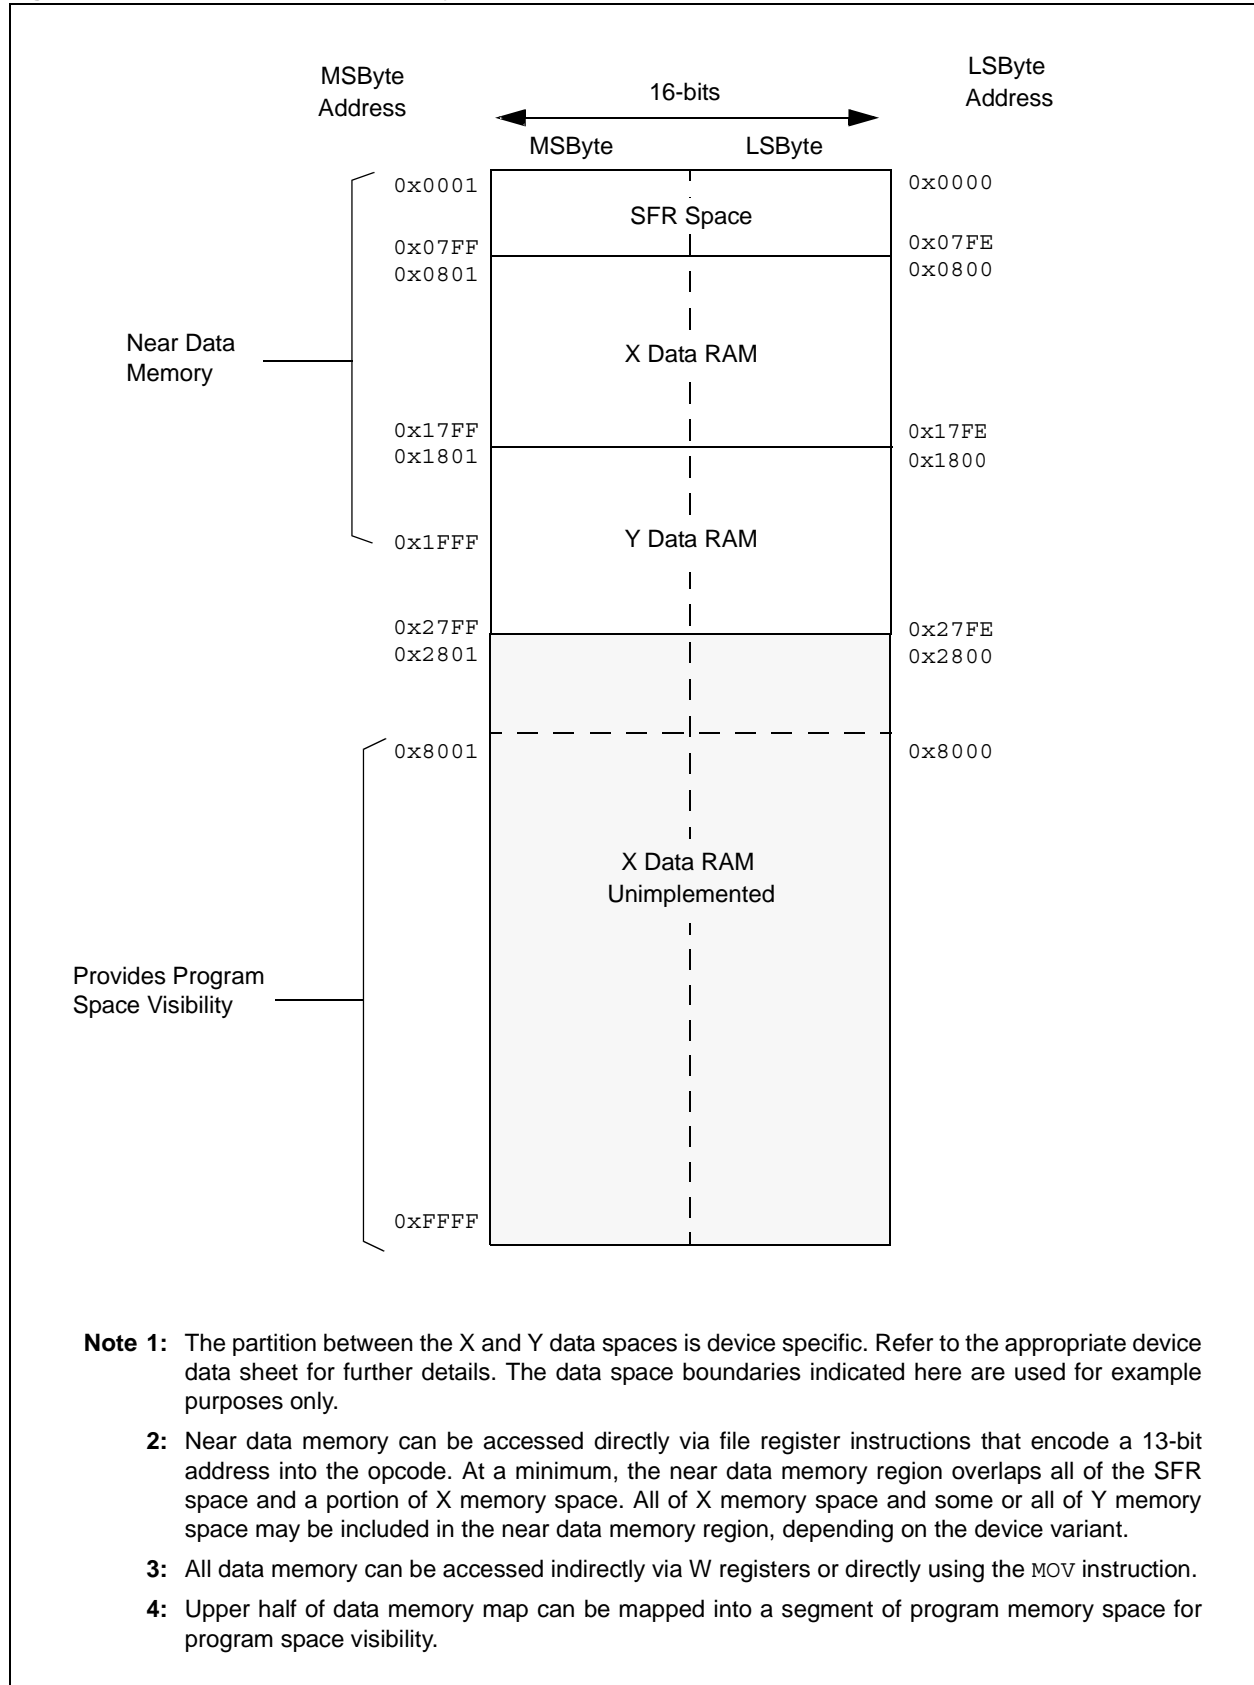 MSByte
Address
LSByte
Address
16-bits
MSByte LSByte
0x0001 0x0000
SFR Space
0x07FF 0x07FE
0x0801 0x0800
Near Data
Memory
X Data RAM
0x17FF 0x17FE
0x1801 0x1800
0x1FFF Y Data RAM
0x27FF 0x27FE
0x2801 0x2800
0x8001 0x8000
X Data RAM
Unimplemented
Provides Program
Space Visibility
0xFFFF
Note 1: The partition between the X and Y data spaces is device specific. Refer to the appropriate device
data sheet for further details. The data space boundaries indicated here are used for example
purposes only.
2: Near data memory can be accessed directly via file register instructions that encode a 13-bit
address into the opcode. At a minimum, the near data memory region overlaps all of the SFR
space and a portion of X memory space. All of X memory space and some or all of Y memory
space may be included in the near data memory region, depending on the device variant.
3: All data memory can be accessed indirectly via W registers or directly using the MOV instruction.
4: Upper half of data memory map can be mapped into a segment of program memory space for
program space visibility.